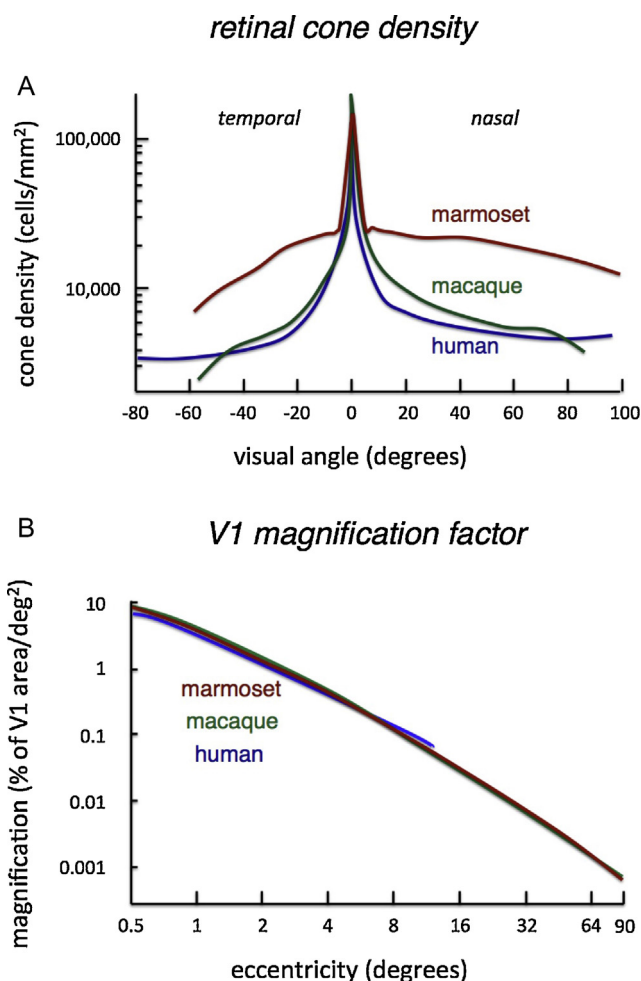 retinal cone density
A
temporal nasal
cone density (cells/mm²)
100,000
10,000
marmoset
macaque
human
-80 -60 -40 -20 0 20 40 60 80 100
visual angle (degrees)
B
V1 magnification factor
magnification (% of V1 area/deg²)
10
1
0.1
0.01
0.001
marmoset
macaque
human
0.5 1 2 4 8 16 32 64 90
eccentricity (degrees)